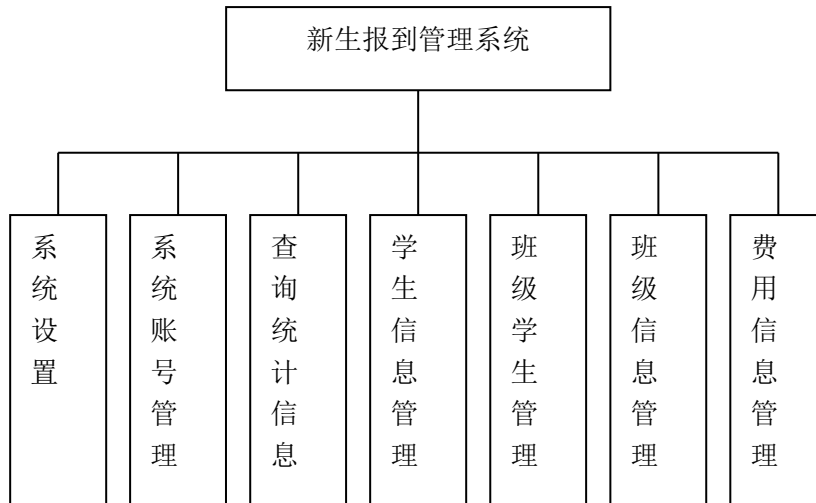 新生报到管理系统
系统设置
系统账号管理
查询统计信息
学生信息管理
班级学生管理
班级信息管理
费用信息管理